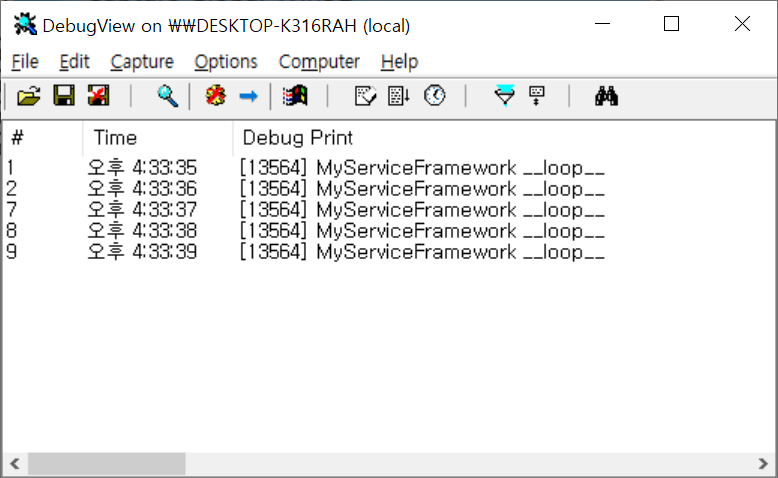 DebugView on ₩₩DESKTOP-K316RAH (local)
File Edit Capture Options Computer Help
# Time Debug Print
1 오후 4:33:35 [13564] MyServiceFramework __loop__
2 오후 4:33:36 [13564] MyServiceFramework __loop__
7 오후 4:33:37 [13564] MyServiceFramework __loop__
8 오후 4:33:38 [13564] MyServiceFramework __loop__
9 오후 4:33:39 [13564] MyServiceFramework __loop__